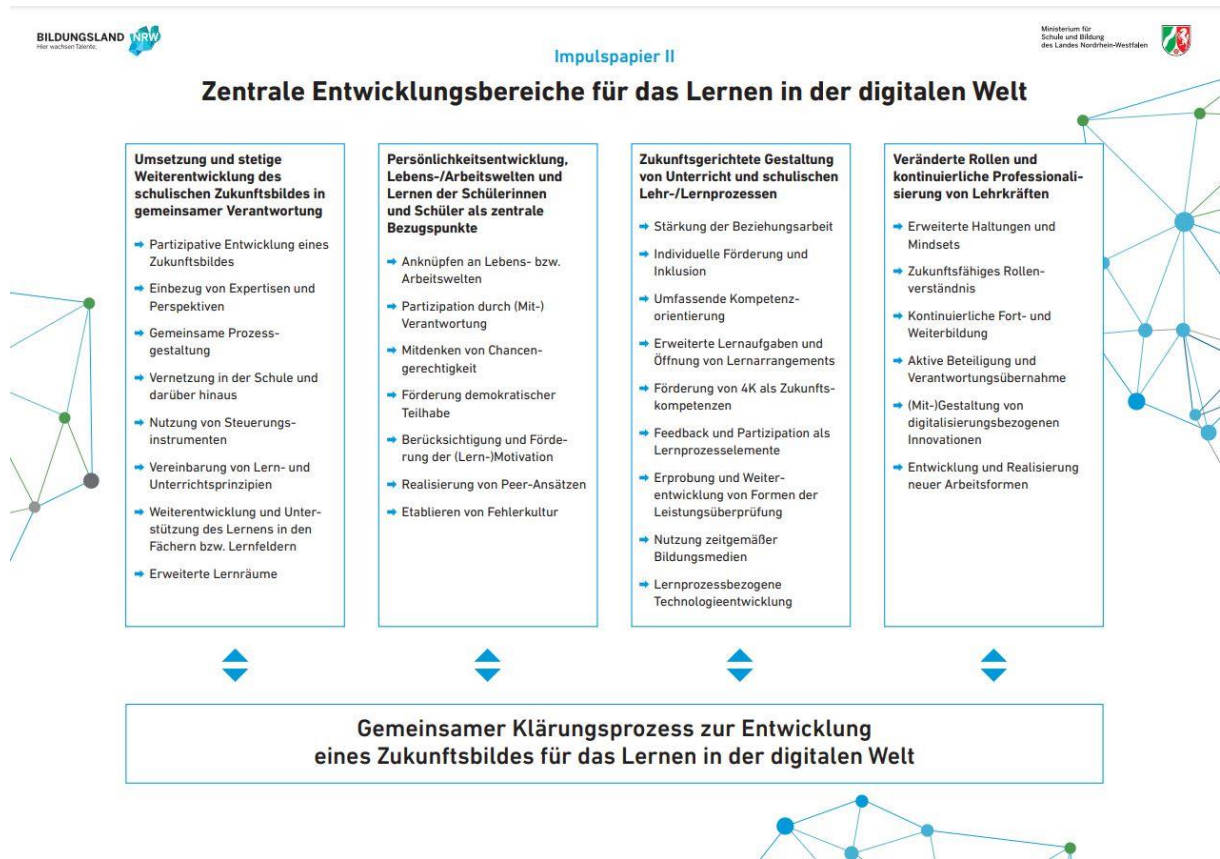 BILDUNGSLAND NRW
Hier wachsen Talente.
Ministerium für
Schule und Bildung
des Landes Nordrhein-Westfalen
Impulspapier II
Zentrale Entwicklungsbereiche für das Lernen in der digitalen Welt
Umsetzung und stetige
Weiterentwicklung des
schulischen Zukunftsbildes in
gemeinsamer Verantwortung
Partizipative Entwicklung eines
Zukunftsbildes
Einbezug von Expertisen und
Perspektiven
Gemeinsame Prozess-
gestaltung
Vernetzung in der Schule und
darüber hinaus
Nutzung von Steuerungs-
instrumenten
Vereinbarung von Lern- und
Unterrichtsprinzipien
Weiterentwicklung und Unter-
stützung des Lernens in den
Fächern bzw. Lernfeldern
Erweiterte Lernräume
Persönlichkeitsentwicklung,
Lebens-/Arbeitswelten und
Lernen der Schülerinnen
und Schüler als zentrale
Bezugspunkte
Anknüpfen an Lebens- bzw.
Arbeitswelten
Partizipation durch (Mit-)
Verantwortung
Mitdenken von Chancen-
gerechtigkeit
Förderung demokratischer
Teilhabe
Berücksichtigung und Förde-
rung der (Lern-)Motivation
Realisierung von Peer-Ansätzen
Etablieren von Fehlerkultur
Zukunftsgerichtete Gestaltung
von Unterricht und schulischen
Lehr-/Lernprozessen
Stärkung der Beziehungsarbeit
Individuelle Förderung und
Inklusion
Umfassende Kompetenz-
orientierung
Erweiterte Lernaufgaben und
Öffnung von Lernarrangements
Förderung von 4K als Zukunfts-
kompetenzen
Feedback und Partizipation als
Lernprozesselemente
Erprobung und Weiter-
entwicklung von Formen der
Leistungsüberprüfung
Nutzung zeitgemäßer
Bildungsmedien
Lernprozessbezogene
Technologieentwicklung
Veränderte Rollen und
kontinuierliche Professionali-
sierung von Lehrkräften
Erweiterte Haltungen und
Mindsets
Zukunftsfähiges Rollen-
verständnis
Kontinuierliche Fort- und
Weiterbildung
Aktive Beteiligung und
Verantwortungsübernahme
(Mit-)Gestaltung von
digitalisierungsbezogenen
Innovationen
Entwicklung und Realisierung
neuer Arbeitsformen
Gemeinsamer Klärungsprozess zur Entwicklung
eines Zukunftsbildes für das Lernen in der digitalen Welt